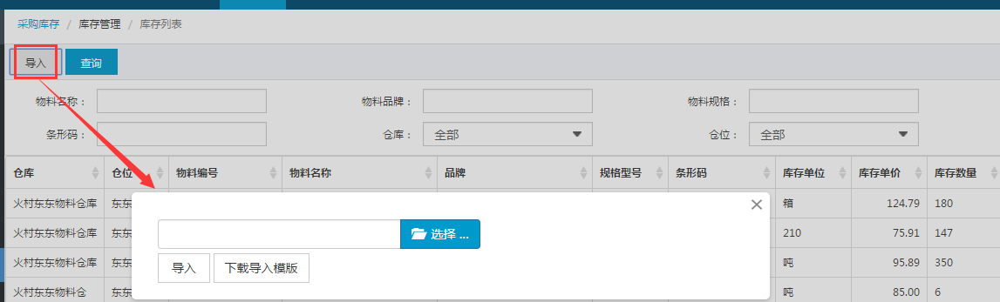 采购库存 / 库存管理 / 库存列表
导入 查询
物料名称： 物料品牌： 物料规格：
条形码： 仓库： 全部 仓位： 全部
仓库 仓位 物料编号 物料名称 品牌 规格型号 条形码 库存单位 库存单价 库存数量
火村东东物料仓库 东东 箱 124.79 180
火村东东物料仓库 东东 210 75.91 147
选择 ...
火村东东物料仓库 东东 吨 95.89 350
导入 下载导入模版
火村东东物料仓 东东 吨 85.00 6